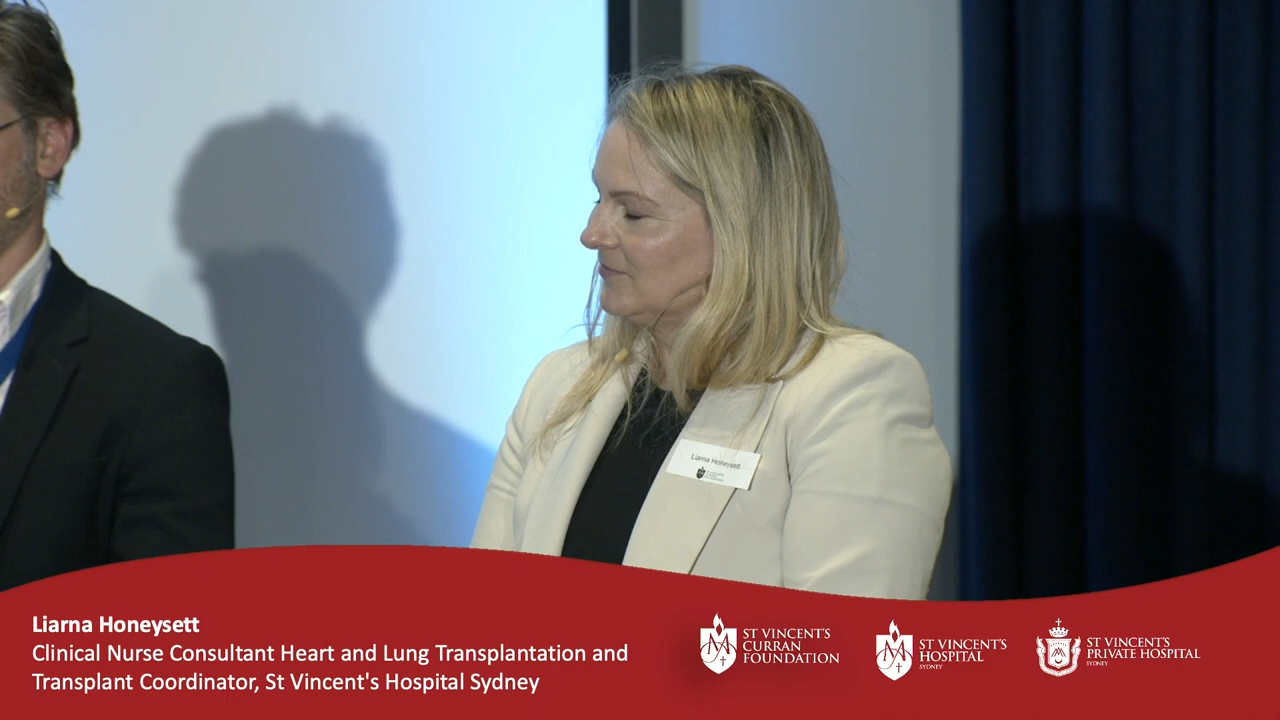 Liarna Honeysett
Liarna Honeysett
Clinical Nurse Consultant Heart and Lung Transplantation and
Transplant Coordinator, St Vincent's Hospital Sydney
ST VINCENT'S
CURRAN
FOUNDATION
ST VINCENT'S
HOSPITAL
SYDNEY
ST VINCENT'S
PRIVATE HOSPITAL
SYDNEY